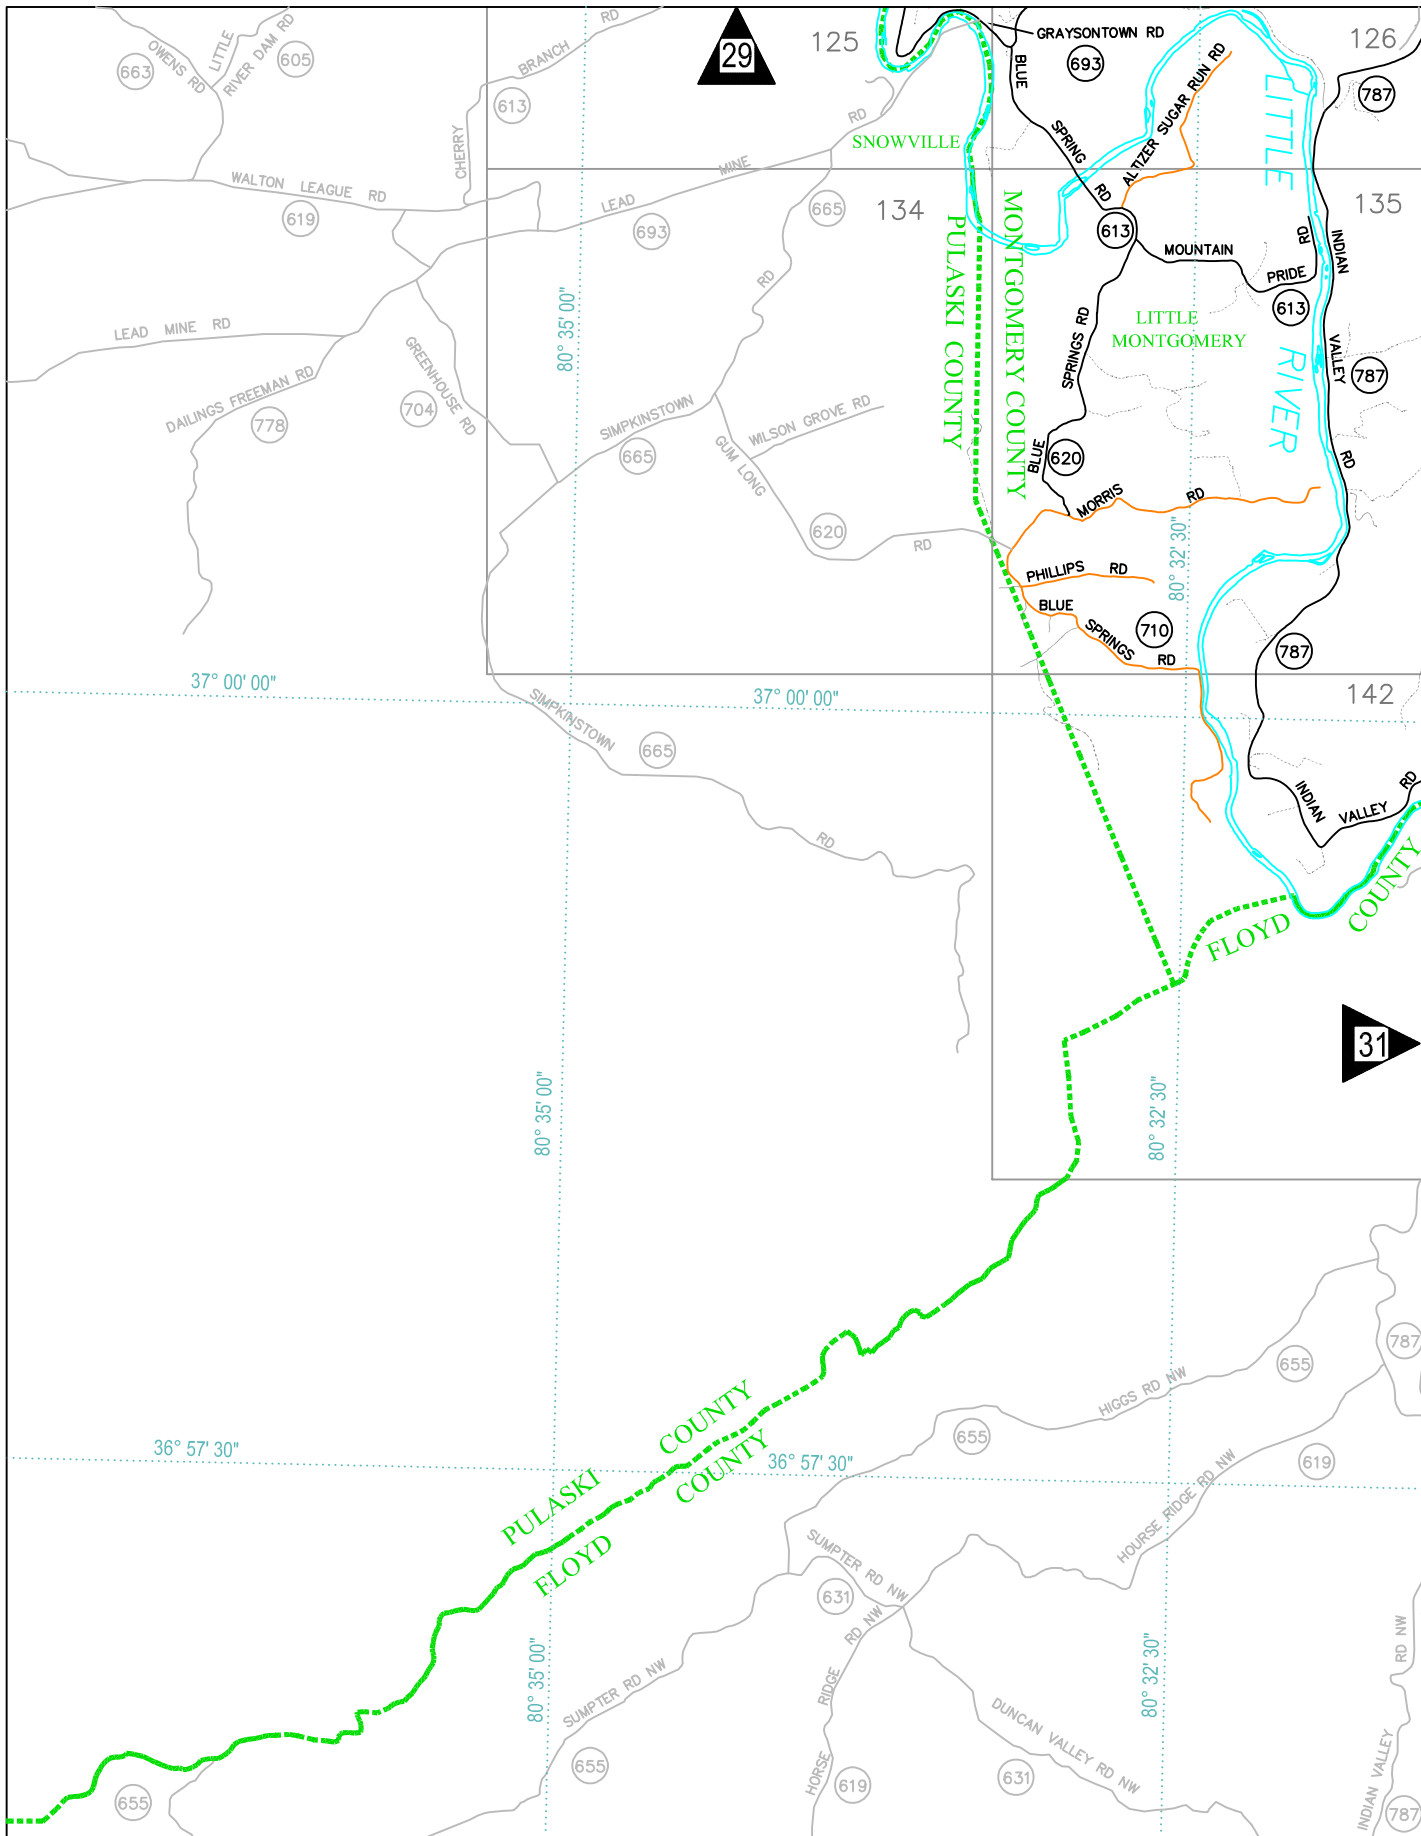 OWENS RD
663
LITTLE
RIVER DAM RD
605
BRANCH
RD
613
CHERRY
29
125
GRAYSONTOWN RD
693
126
787
BLUE
SPRING
RD
ALTIZER SUGAR RUN RD
LITTLE
RIVER
SNOWVILLE
RD
MINE
LEAD
693
WALTON LEAGUE RD
619
665
134
135
613
MOUNTAIN
PRIDE
RD
613
INDIAN
VALLEY
RD
787
MONTGOMERY COUNTY
PULASKI COUNTY
LITTLE
MONTGOMERY
SPRINGS RD
BLUE
620
80° 35' 00"
RD
LEAD MINE RD
DAILINGS FREEMAN RD
778
GREENHOUSE RD
704
SIMPKINSTOWN
665
WILSON GROVE RD
GUM LONG
620
RD
MORRIS
RD
80° 32' 30"
PHILLIPS RD
BLUE
SPRINGS
RD
710
787
37° 00' 00"
37° 00' 00"
142
SIMPKINSTOWN
665
RD
INDIAN
VALLEY
RD
FLOYD
COUNTY
31
80° 35' 00"
80° 32' 30"
787
655
HIGGS RD NW
655
619
HOURSE RIDGE RD NW
36° 57' 30"
36° 57' 30"
PULASKI
COUNTY
FLOYD
COUNTY
SUMPTER RD NW
631
RD NW
RIDGE
HORSE
619
80° 35' 00"
80° 32' 30"
SUMPTER RD NW
655
DUNCAN VALLEY RD NW
631
RD NW
INDIAN VALLEY
787
655